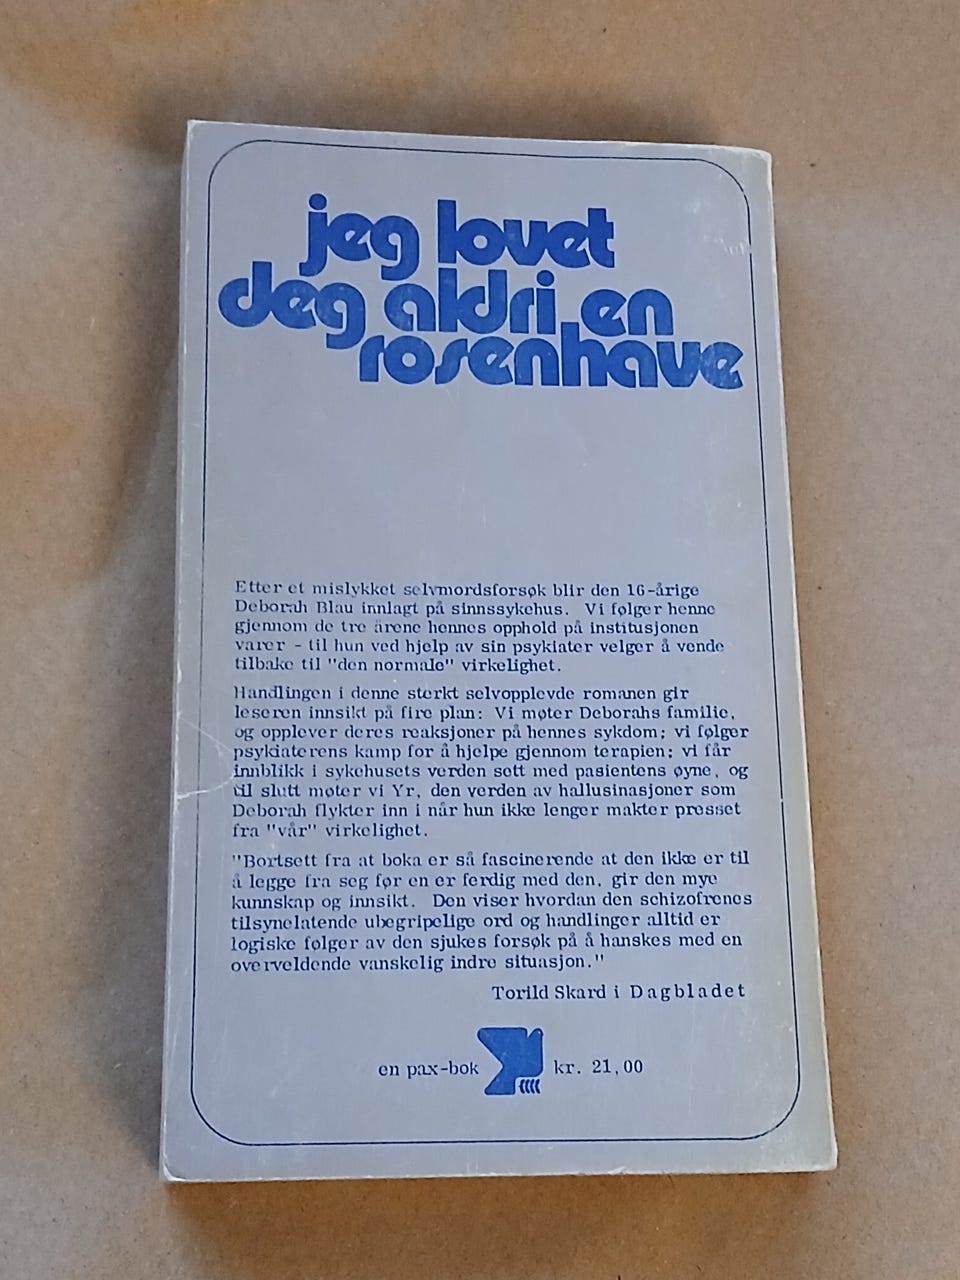 jeg lovet
deg aldri en
rosenhave
Etter et mislykket selvmordsforsøk blir den 16-årige
Deborah Blau innlagt på sinnssykehus. Vi følger henne
gjennom de tre årene hennes opphold på institusjonen
varer - til hun ved hjelp av sin psykiater velger å vende
tilbake til "den normale" virkelighet.
Handlingen i denne sterkt selvopplevde romanen gir
leseren innsikt på fire plan: Vi møter Deborahs familie,
og opplever deres reaksjoner på hennes sykdom; vi følger
psykiaterens kamp for å hjelpe gjennom terapien; vi får
innblikk i sykehusets verden sett med pasientens øyne, og
til slutt møter vi Yr, den verden av hallusinasjoner som
Deborah flykter inn i når hun ikke lenger makter presset
fra "vår" virkelighet.
"Bortsett fra at boka er så fascinerende at den ikke er til
å legge fra seg før en er ferdig med den, gir den mye
kunnskap og innsikt. Den viser hvordan den schizofrenes
tilsynelatende ubegripelige ord og handlinger alltid er
logiske følger av den sjukes forsøk på å hanskes med en
overveldende vanskelig indre situasjon."
Torild Skard i Dagbladet
en pax-bok kr. 21,00